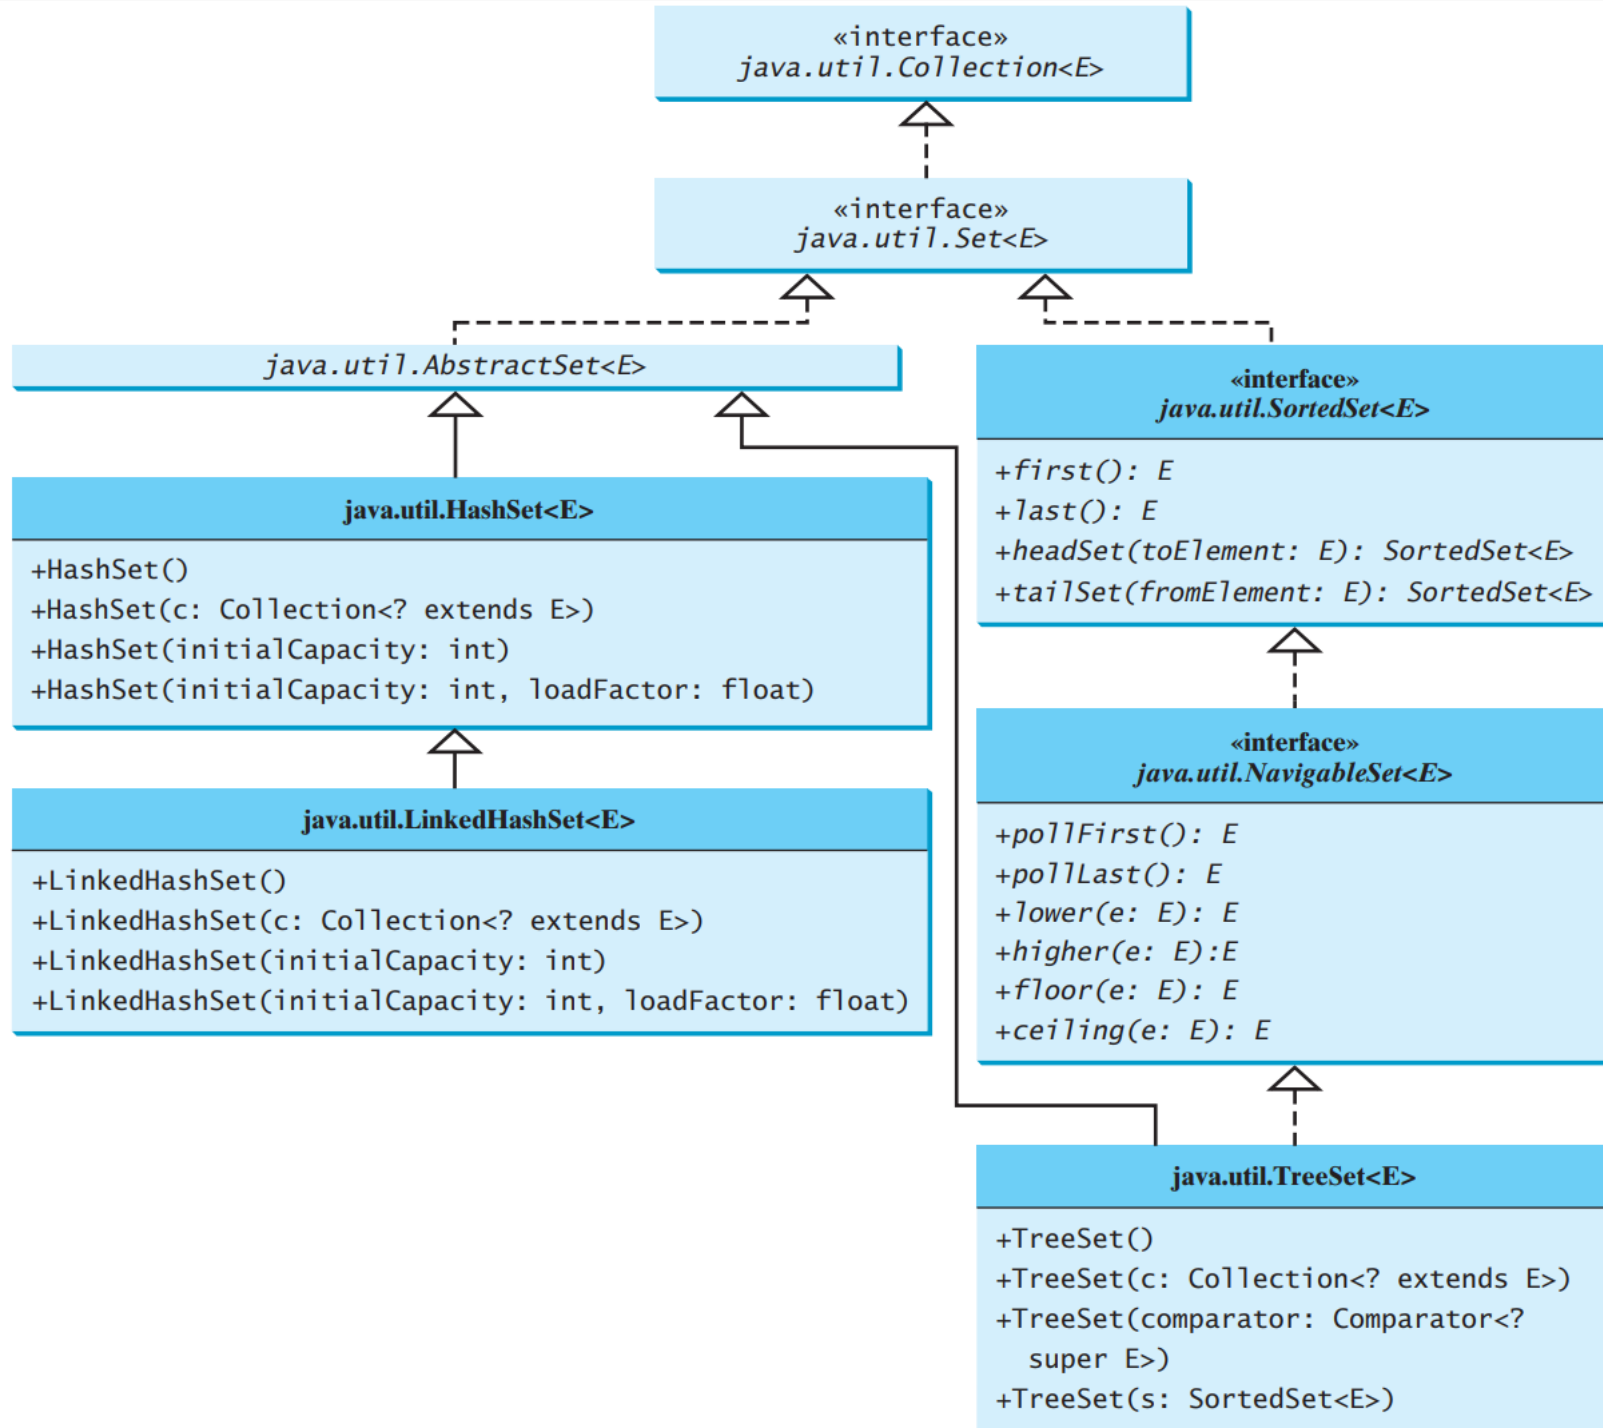 «interface»
java.util.Collection<E>
«interface»
java.util.Set<E>
java.util.AbstractSet<E>
java.util.HashSet<E>
+HashSet()
+HashSet(c: Collection<? extends E>)
+HashSet(initialCapacity: int)
+HashSet(initialCapacity: int, loadFactor: float)
java.util.LinkedHashSet<E>
+LinkedHashSet()
+LinkedHashSet(c: Collection<? extends E>)
+LinkedHashSet(initialCapacity: int)
+LinkedHashSet(initialCapacity: int, loadFactor: float)
«interface»
java.util.SortedSet<E>
+first(): E
+last(): E
+headSet(toElement: E): SortedSet<E>
+tailSet(fromElement: E): SortedSet<E>
«interface»
java.util.NavigableSet<E>
+pollFirst(): E
+pollLast(): E
+lower(e: E): E
+higher(e: E):E
+floor(e: E): E
+ceiling(e: E): E
java.util.TreeSet<E>
+TreeSet()
+TreeSet(c: Collection<? extends E>)
+TreeSet(comparator: Comparator<?
super E>)
+TreeSet(s: SortedSet<E>)